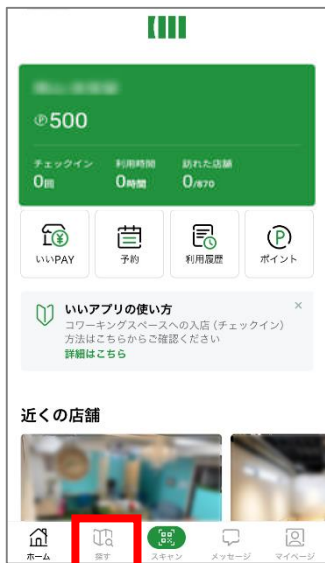 Ⓟ500
チェックイン 利用時間 訪れた店舗
0回 0時間 0/870
いいPAY 予約 利用履歴 ポイント
いいアプリの使い方 ×
コワーキングスペースへの入店（チェックイン）
方法はこちらからご確認ください
詳細はこちら
近くの店舗
ホーム 探す スキャン メッセージ マイページ